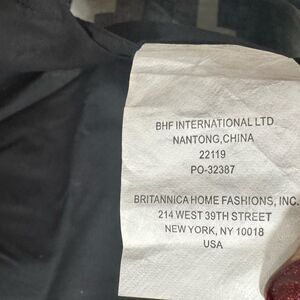 BHF INTERNATIONAL LTD
NANTONG,CHINA
22119
PO-32387
BRITANNICA HOME FASHIONS, INC.
214 WEST 39TH STREET
NEW YORK, NY 10018
USA